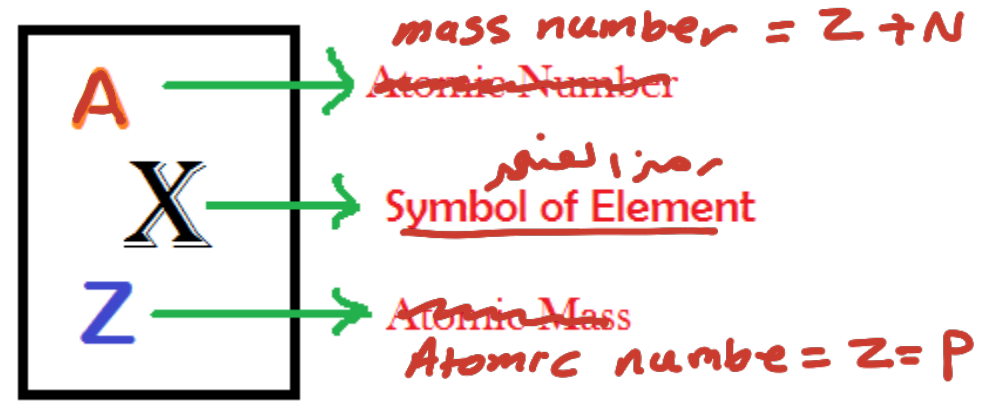 mass number = Z + N
A
Atomic Number
رمز العنصر
X
Symbol of Element
Z
Atomic Mass
Atomic numbe = Z = P